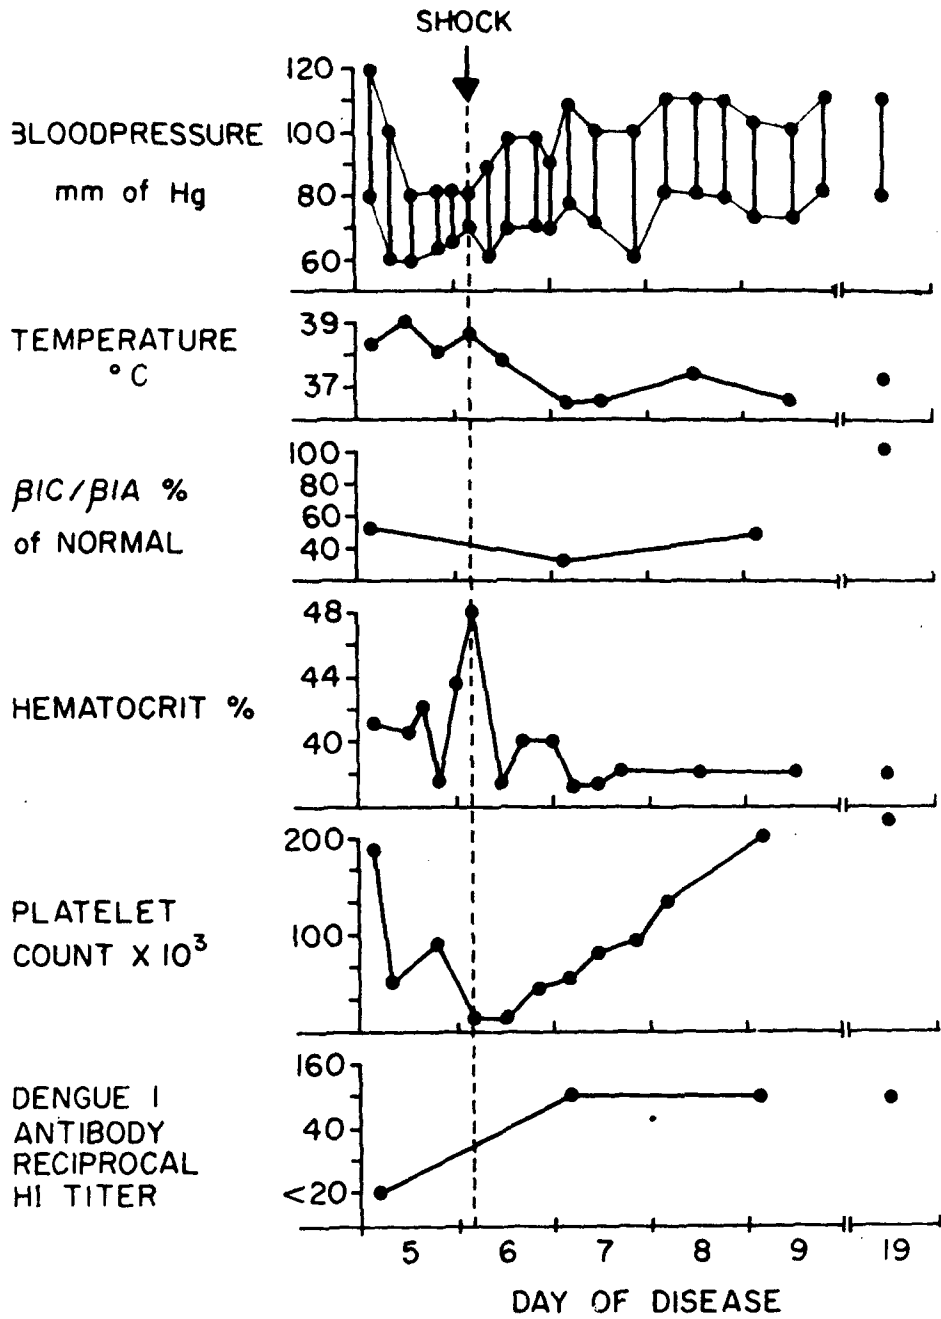 SHOCK
120
BLOODPRESSURE 100
mm of Hg 80
60
39
TEMPERATURE
°C 37
100
βIC/βIA % 80
60
of NORMAL 40
48
44
HEMATOCRIT %
40
200
PLATELET
COUNT X 10³ 100
160
DENGUE I
ANTIBODY 40
RECIPROCAL
HI TITER <20
5 6 7 8 9 19
DAY OF DISEASE